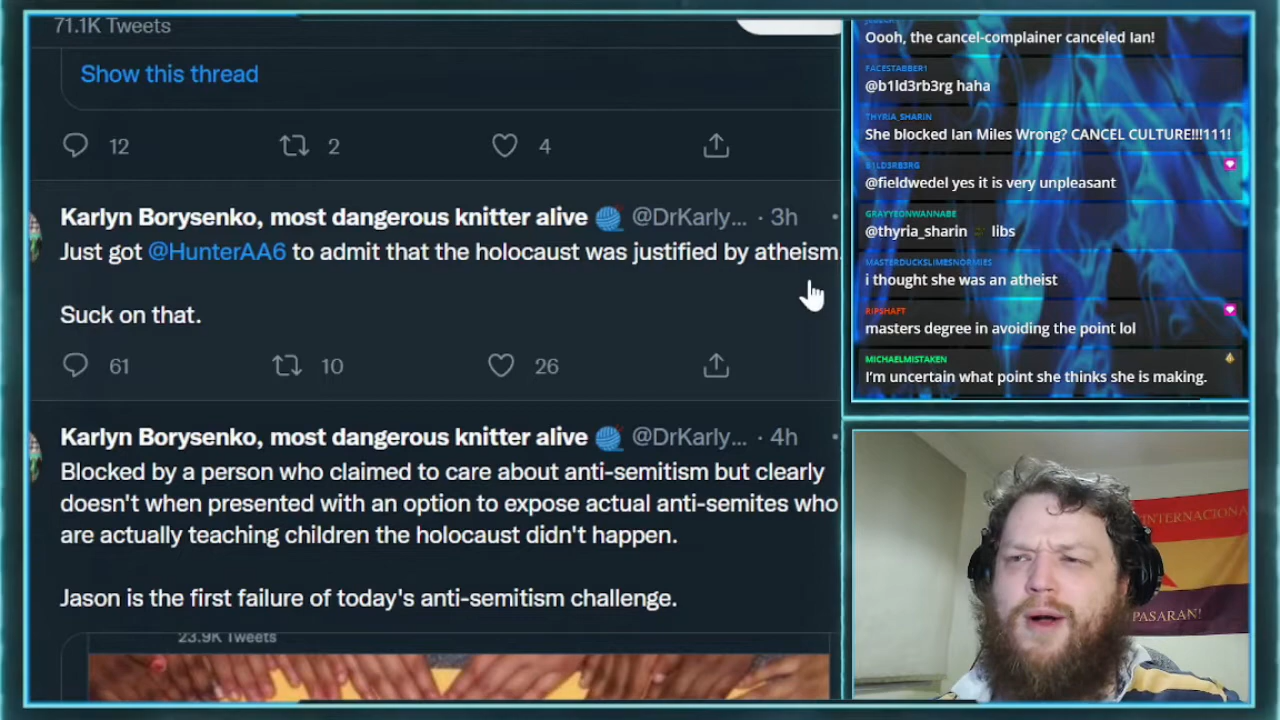 71.1K Tweets
Show this thread
12
2
4
Karlyn Borysenko, most dangerous knitter alive @DrKarly... · 3h
Just got @HunterAA6 to admit that the holocaust was justified by atheism.
Suck on that.
61
10
26
Karlyn Borysenko, most dangerous knitter alive @DrKarly... · 4h
Blocked by a person who claimed to care about anti-semitism but clearly
doesn't when presented with an option to expose actual anti-semites who
are actually teaching children the holocaust didn't happen.
Jason is the first failure of today's anti-semitism challenge.
23.9K Tweets
Oooh, the cancel-complainer canceled Ian!
FACESTABBER1
@b1ld3rb3rg haha
THYRIA_SHARIN
She blocked Ian Miles Wrong? CANCEL CULTURE!!!111!
B1LD3RB3RG
@fieldwedel yes it is very unpleasant
GRAYYEONWANNABE
@thyria_sharin libs
MASTERDUCKSLIMESNORMIES
i thought she was an atheist
RIPSHAFT
masters degree in avoiding the point lol
MICHAELMISTAKEN
I'm uncertain what point she thinks she is making.
INTERNACIONA
PASARAN!